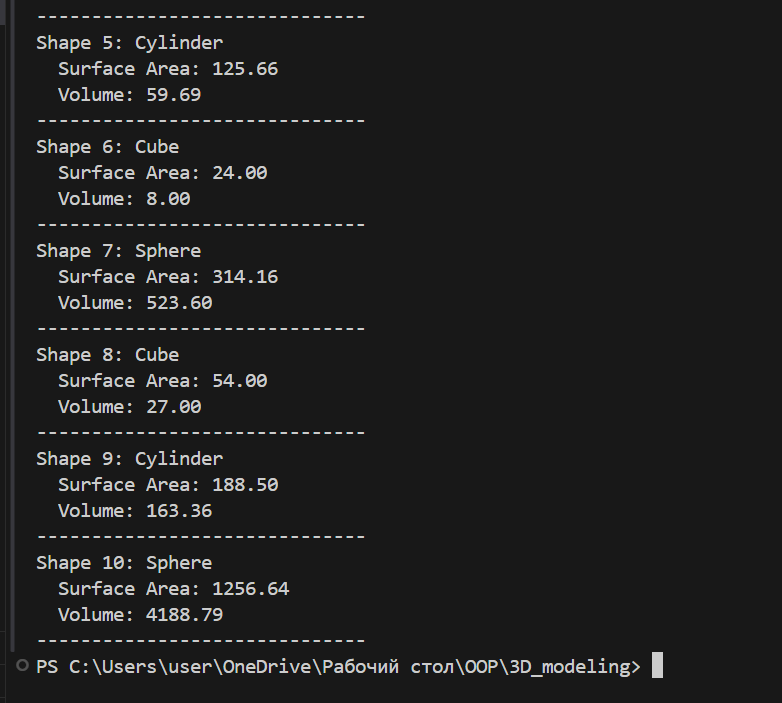 ------------------------------
Shape 5: Cylinder
  Surface Area: 125.66
  Volume: 59.69
------------------------------
Shape 6: Cube
  Surface Area: 24.00
  Volume: 8.00
------------------------------
Shape 7: Sphere
  Surface Area: 314.16
  Volume: 523.60
------------------------------
Shape 8: Cube
  Surface Area: 54.00
  Volume: 27.00
------------------------------
Shape 9: Cylinder
  Surface Area: 188.50
  Volume: 163.36
------------------------------
Shape 10: Sphere
  Surface Area: 1256.64
  Volume: 4188.79
------------------------------
PS C:\Users\user\OneDrive\Рабочий стол\OOP\3D_modeling>